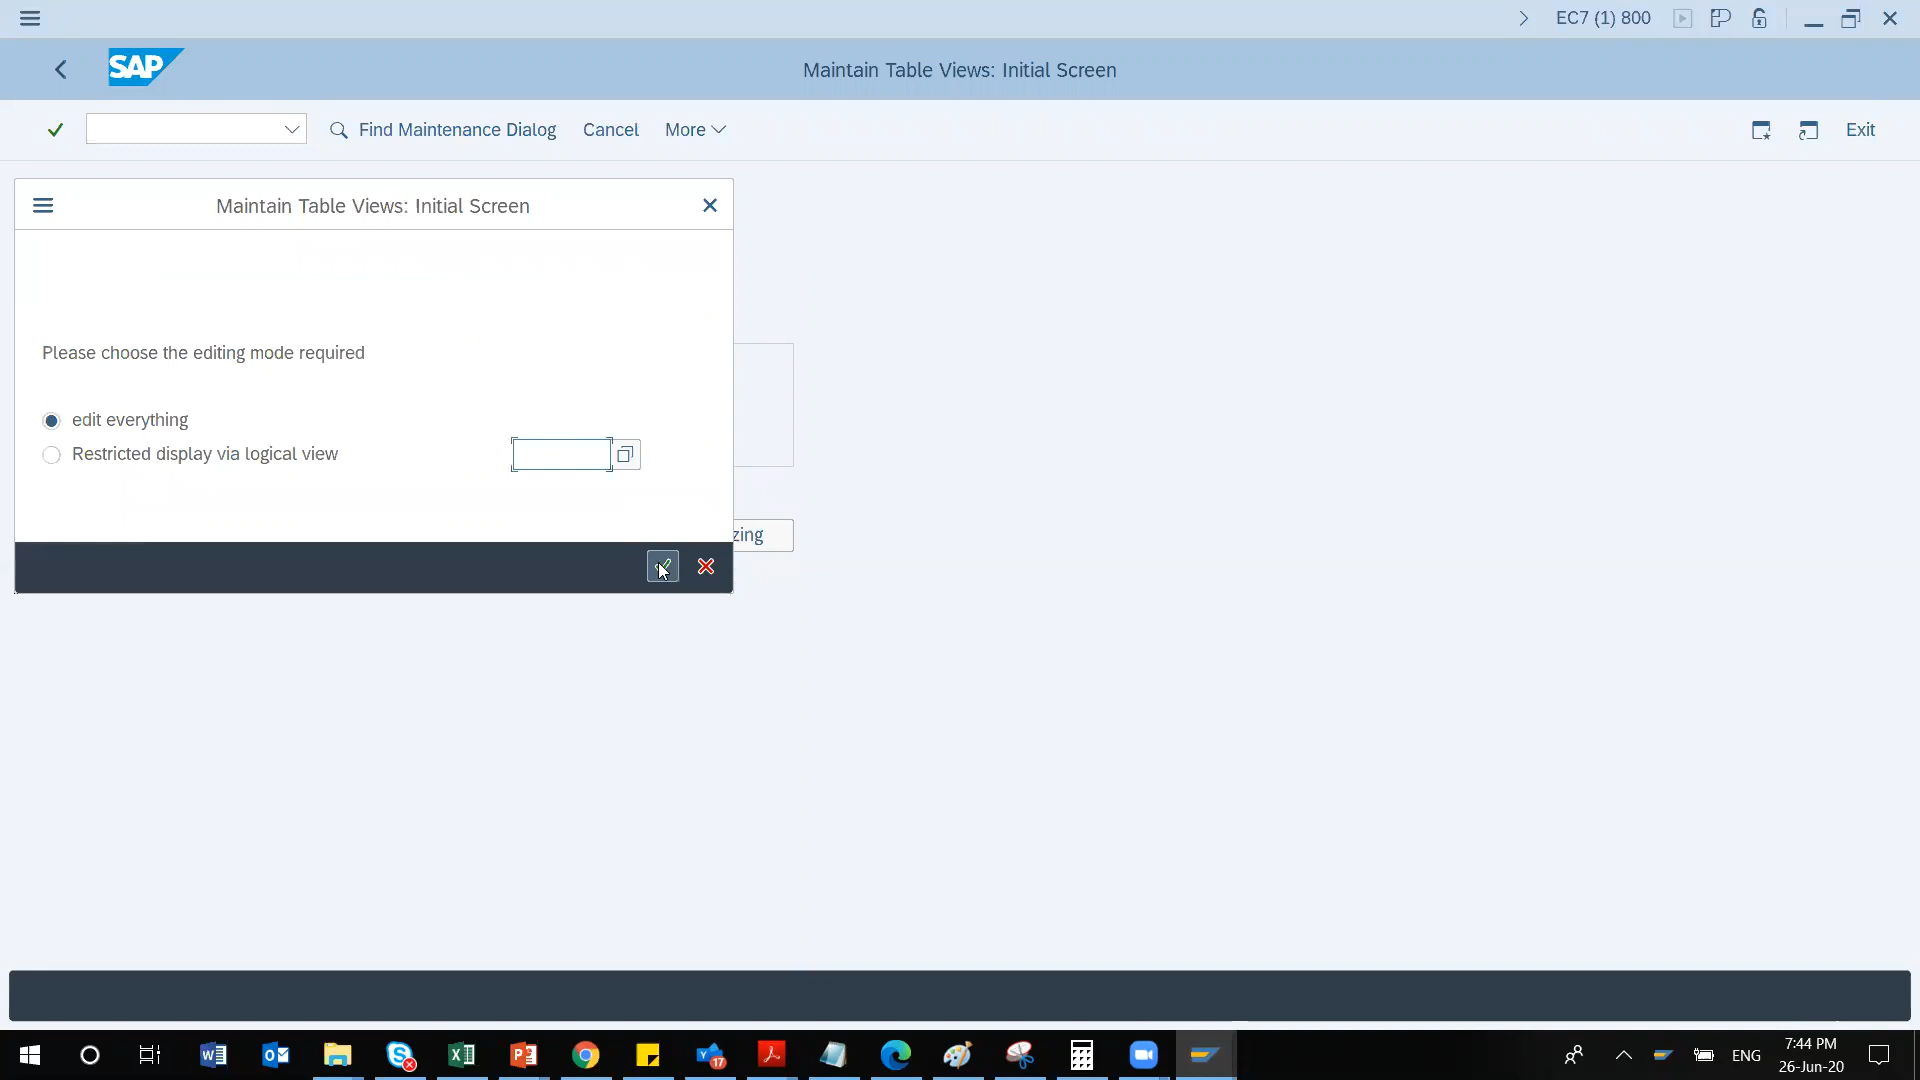 EC7 (1) 800
SAP
Maintain Table Views: Initial Screen
Find Maintenance Dialog
Cancel
More
Exit
Maintain Table Views: Initial Screen
Please choose the editing mode required
edit everything
Restricted display via logical view
zing
17
ENG
7:44 PM
26-Jun-20